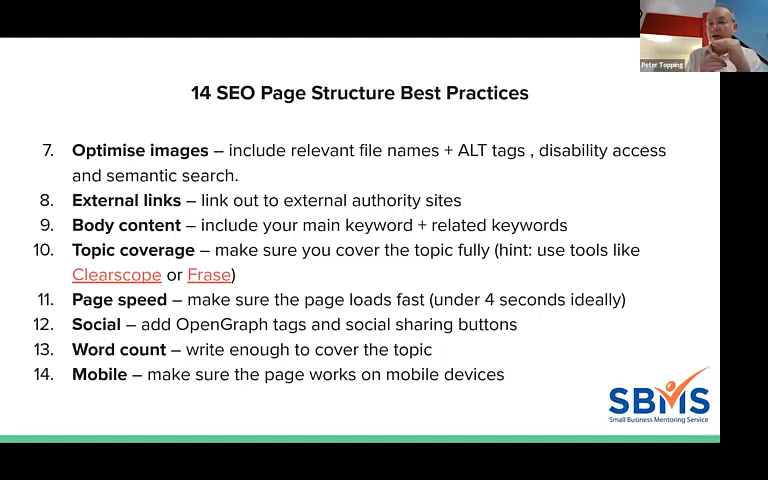 Peter Topping
14 SEO Page Structure Best Practices
7. Optimise images – include relevant file names + ALT tags , disability access
and semantic search.
8. External links – link out to external authority sites
9. Body content – include your main keyword + related keywords
10. Topic coverage – make sure you cover the topic fully (hint: use tools like
Clearscope or Frase)
11. Page speed – make sure the page loads fast (under 4 seconds ideally)
12. Social – add OpenGraph tags and social sharing buttons
13. Word count – write enough to cover the topic
14. Mobile – make sure the page works on mobile devices
SBMS
Small Business Mentoring Service